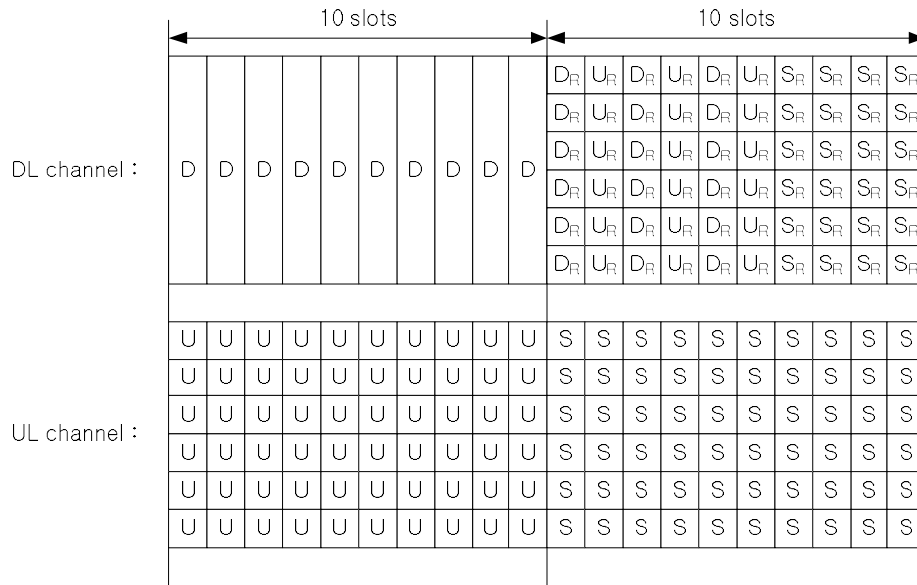 10 slots 10 slots
D_R U_R D_R U_R D_R U_R S_R S_R S_R S_R
D_R U_R D_R U_R D_R U_R S_R S_R S_R S_R
D_R U_R D_R U_R D_R U_R S_R S_R S_R S_R
DL channel : D D D D D D D D D D
D_R U_R D_R U_R D_R U_R S_R S_R S_R S_R
D_R U_R D_R U_R D_R U_R S_R S_R S_R S_R
D_R U_R D_R U_R D_R U_R S_R S_R S_R S_R
U U U U U U U U U U S S S S S S S S S S
U U U U U U U U U U S S S S S S S S S S
U U U U U U U U U U S S S S S S S S S S
UL channel :
U U U U U U U U U U S S S S S S S S S S
U U U U U U U U U U S S S S S S S S S S
U U U U U U U U U U S S S S S S S S S S